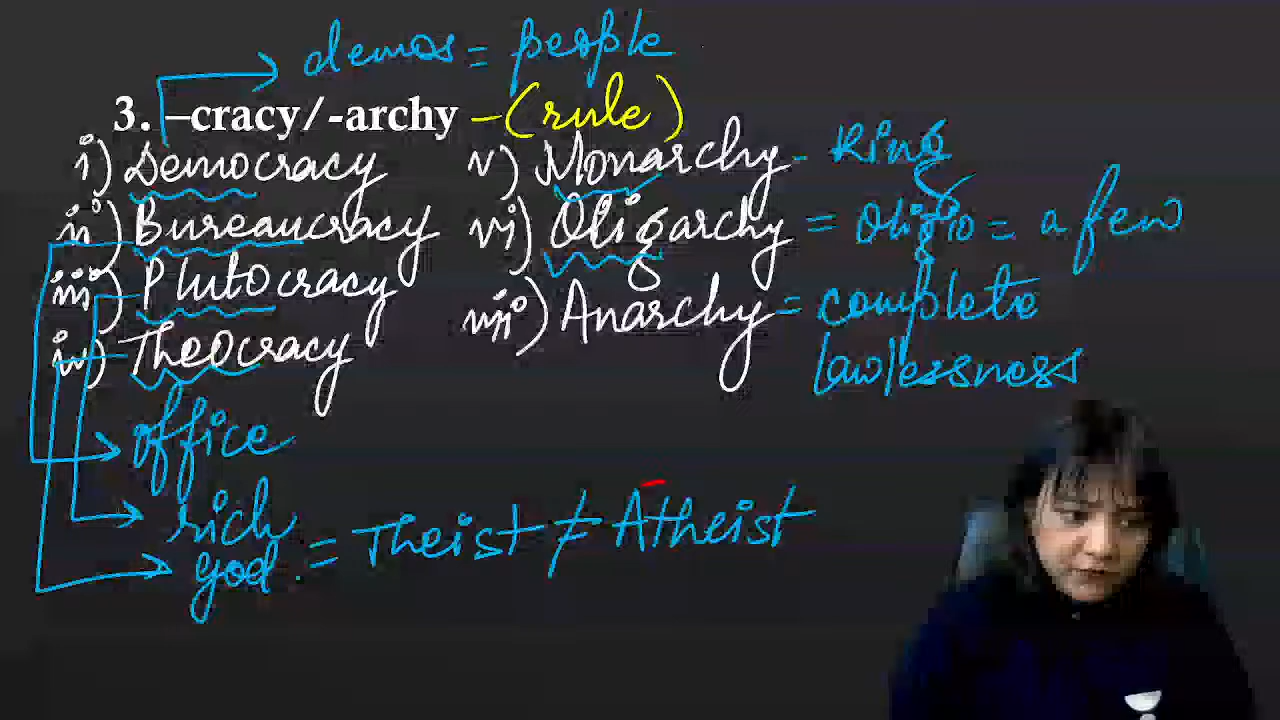 demos = people
3. –cracy/-archy – (rule)
i) Democracy
ii) Bureaucracy
iii) Plutocracy
iv) Theocracy
v) Monarchy - King
vi) Oligarchy = Oligio = a few
vii) Anarchy = complete
lawlessness
office
rich
god = Theist ≠ Atheist